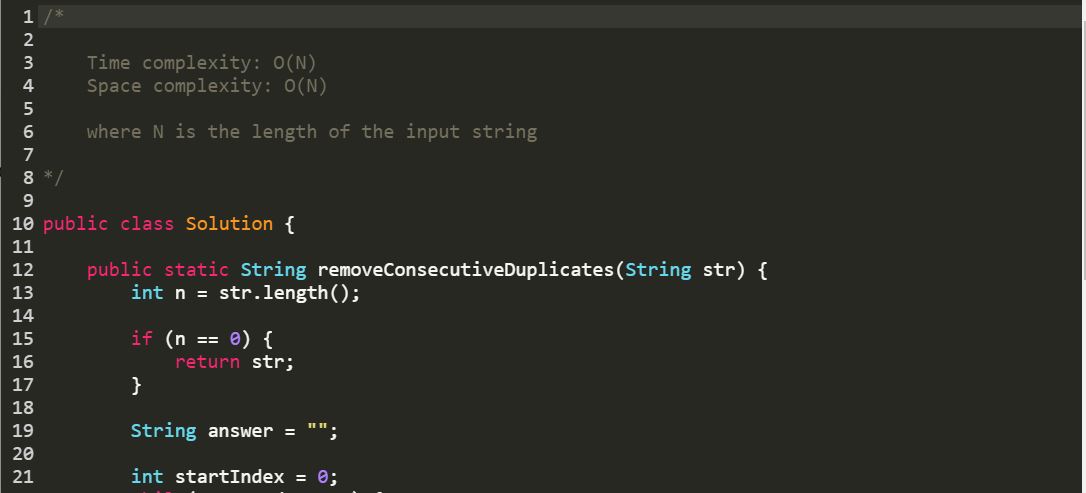 1 /*
2
3 Time complexity: O(N)
4 Space complexity: O(N)
5
6 where N is the length of the input string
7
8 */
9
10 public class Solution {
11
12 public static String removeConsecutiveDuplicates(String str) {
13 int n = str.length();
14
15 if (n == 0) {
16 return str;
17 }
18
19 String answer = "";
20
21 int startIndex = 0;